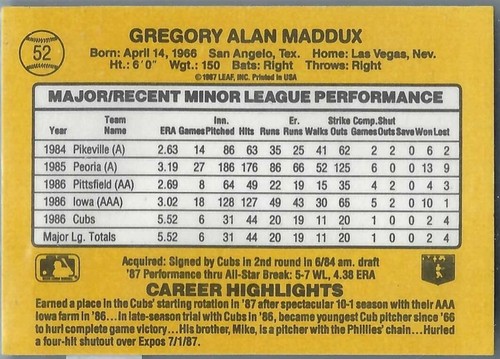 52
GREGORY ALAN MADDUX
Born: April 14, 1966 San Angelo, Tex. Home: Las Vegas, Nev.
Ht.: 6'0" Wgt.: 150 Bats: Right Throws: Right
©1987 LEAF, INC. Printed in USA
MAJOR/RECENT MINOR LEAGUE PERFORMANCE
Team Inn. Er. Strike Comp. Shut
Year Name ERA Games Pitched Hits Runs Runs Walks Outs Games Outs Save Won Lost
1984 Pikeville (A) 2.63 14 86 63 35 25 41 62 2 2 0 6 2
1985 Peoria (A) 3.19 27 186 176 86 66 52 125 6 0 0 13 9
1986 Pittsfield (AA) 2.69 8 64 49 22 19 15 35 4 2 0 4 3
1986 Iowa (AAA) 3.02 18 128 127 49 43 30 65 5 2 0 10 1
1986 Cubs 5.52 6 31 44 20 19 11 20 1 0 0 2 4
Major Lg. Totals 5.52 6 31 44 20 19 11 20 1 0 0 2 4
Acquired: Signed by Cubs in 2nd round in 6/84 am. draft
'87 Performance thru All-Star Break: 5-7 WL, 4.38 ERA
CAREER HIGHLIGHTS
Earned a place in the Cubs' starting rotation in '87 after spectacular 10-1 season with their AAA
Iowa farm in '86...In late-season trial with Cubs in '86, became youngest Cub pitcher since '66
to hurl complete game victory...His brother, Mike, is a pitcher with the Phillies' chain...Hurled
a four-hit shutout over Expos 7/1/87.